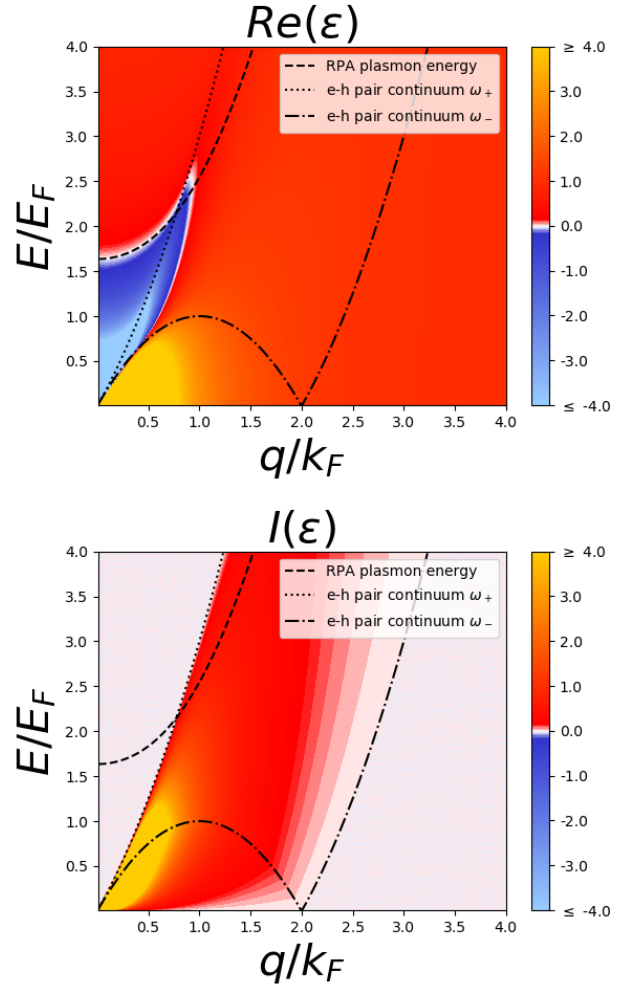 Re(ε)
E/E_F
4.0
3.5
3.0
2.5
2.0
1.5
1.0
0.5
RPA plasmon energy
e-h pair continuum ω₊
e-h pair continuum ω₋
0.5 1.0 1.5 2.0 2.5 3.0 3.5 4.0
q/k_F
≥ 4.0
3.0
2.0
1.0
0.0
-1.0
-2.0
-3.0
≤ -4.0
I(ε)
E/E_F
4.0
3.5
3.0
2.5
2.0
1.5
1.0
0.5
RPA plasmon energy
e-h pair continuum ω₊
e-h pair continuum ω₋
0.5 1.0 1.5 2.0 2.5 3.0 3.5 4.0
q/k_F
≥ 4.0
3.0
2.0
1.0
0.0
-1.0
-2.0
-3.0
≤ -4.0